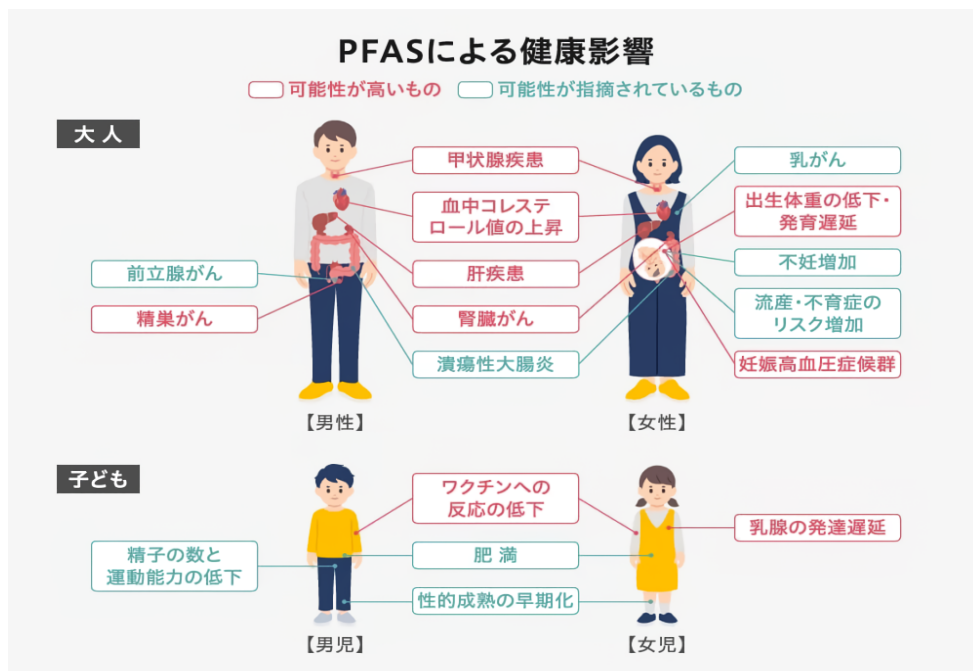 PFASによる健康影響
可能性が高いもの
可能性が指摘されているもの
大人
甲状腺疾患
血中コレステ
ロール値の上昇
肝疾患
腎臓がん
潰瘍性大腸炎
前立腺がん
精巣がん
乳がん
出生体重の低下・
発育遅延
不妊増加
流産・不育症の
リスク増加
妊娠高血圧症候群
【男性】
【女性】
子ども
ワクチンへの
反応の低下
肥満
性的成熟の早期化
精子の数と
運動能力の低下
乳腺の発達遅延
【男児】
【女児】